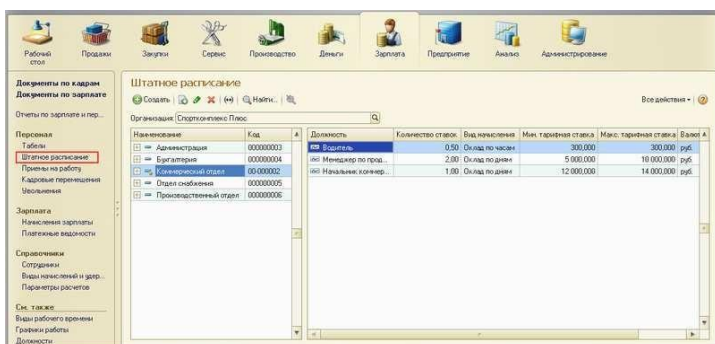 Рабочий стол
Продажи
Закупки
Сервис
Производство
Деньги
Зарплата
Предприятие
Анализ
Администрирование
Документы по кадрам
Документы по зарплате
Отчеты по зарплате и пер...
Персонал
Табели
Штатное расписание
Приемы на работу
Кадровые перемещения
Увольнения
Зарплата
Начисления зарплаты
Платежные ведомости
Справочники
Сотрудники
Виды начислений и удер...
Параметры расчетов
См. также
Виды рабочего времени
Графики работы
Должности
Штатное расписание
Создать Найти... Все действия
Организация: Спорткомплекс Плюс
Наименование Код
Администрация 000000003
Бухгалтерия 000000004
Коммерческий отдел 00-000002
Отдел снабжения 000000005
Производственный отдел 000000006
Должность Количество ставок Вид начисления Мин. тарифная ставка Макс. тарифная ставка Валют
Водитель 0,50 Оклад по часам 300,000 300,000 руб.
Менеджер по прод... 2,00 Оклад по дням 5 000,000 10 000,000 руб.
Начальник коммер... 1,00 Оклад по дням 12 000,000 14 000,000 руб.